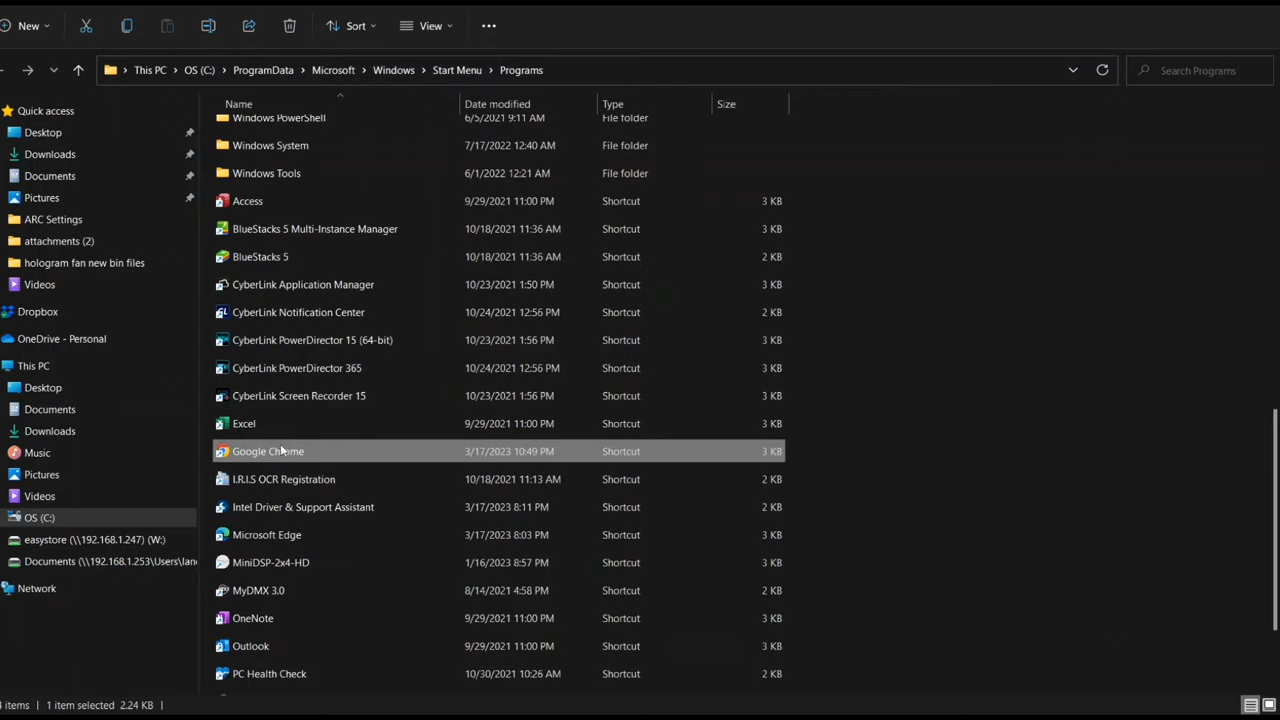 New Sort View •••
This PC OS (C:) ProgramData Microsoft Windows Start Menu Programs Search Programs
Name Date modified Type Size
Quick access
Desktop
Downloads
Documents
Pictures
ARC Settings
attachments (2)
hologram fan new bin files
Videos
Dropbox
OneDrive - Personal
This PC
Desktop
Documents
Downloads
Music
Pictures
Videos
OS (C:)
easystore (\\192.168.1.247) (W:)
Documents (\\192.168.1.253\Users\Ian
Network
Windows PowerShell 6/5/2021 9:11 AM File folder
Windows System 7/17/2022 12:40 AM File folder
Windows Tools 6/1/2022 12:21 AM File folder
Access 9/29/2021 11:00 PM Shortcut 3 KB
BlueStacks 5 Multi-Instance Manager 10/18/2021 11:36 AM Shortcut 3 KB
BlueStacks 5 10/18/2021 11:36 AM Shortcut 2 KB
CyberLink Application Manager 10/23/2021 1:50 PM Shortcut 3 KB
CyberLink Notification Center 10/24/2021 12:56 PM Shortcut 2 KB
CyberLink PowerDirector 15 (64-bit) 10/23/2021 1:56 PM Shortcut 3 KB
CyberLink PowerDirector 365 10/24/2021 12:56 PM Shortcut 3 KB
CyberLink Screen Recorder 15 10/23/2021 1:56 PM Shortcut 3 KB
Excel 9/29/2021 11:00 PM Shortcut 3 KB
Google Chrome 3/17/2023 10:49 PM Shortcut 3 KB
I.R.I.S OCR Registration 10/18/2021 11:13 AM Shortcut 2 KB
Intel Driver & Support Assistant 3/17/2023 8:11 PM Shortcut 2 KB
Microsoft Edge 3/17/2023 8:03 PM Shortcut 3 KB
MiniDSP-2x4-HD 1/16/2023 8:57 PM Shortcut 3 KB
MyDMX 3.0 8/14/2021 4:58 PM Shortcut 2 KB
OneNote 9/29/2021 11:00 PM Shortcut 3 KB
Outlook 9/29/2021 11:00 PM Shortcut 3 KB
PC Health Check 10/30/2021 10:26 AM Shortcut 2 KB
items 1 item selected 2.24 KB